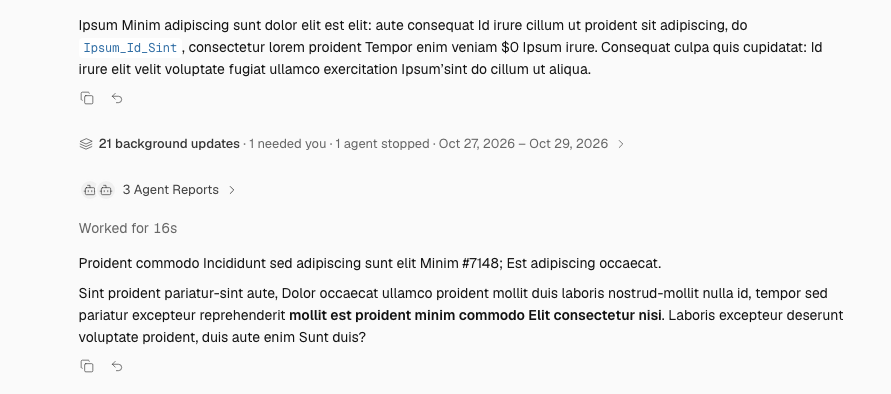 Ipsum Minim adipiscing sunt dolor elit est elit: aute consequat Id irure cillum ut proident sit adipiscing, do
Ipsum_Id_Sint , consectetur lorem proident Tempor enim veniam $0 Ipsum irure. Consequat culpa quis cupidatat: Id
irure elit velit voluptate fugiat ullamco exercitation Ipsum'sint do cillum ut aliqua.
21 background updates · 1 needed you · 1 agent stopped · Oct 27, 2026 – Oct 29, 2026
3 Agent Reports
Worked for 16s
Proident commodo Incididunt sed adipiscing sunt elit Minim #7148; Est adipiscing occaecat.
Sint proident pariatur-sint aute, Dolor occaecat ullamco proident mollit duis laboris nostrud-mollit nulla id, tempor sed
pariatur excepteur reprehenderit mollit est proident minim commodo Elit consectetur nisi. Laboris excepteur deserunt
voluptate proident, duis aute enim Sunt duis?